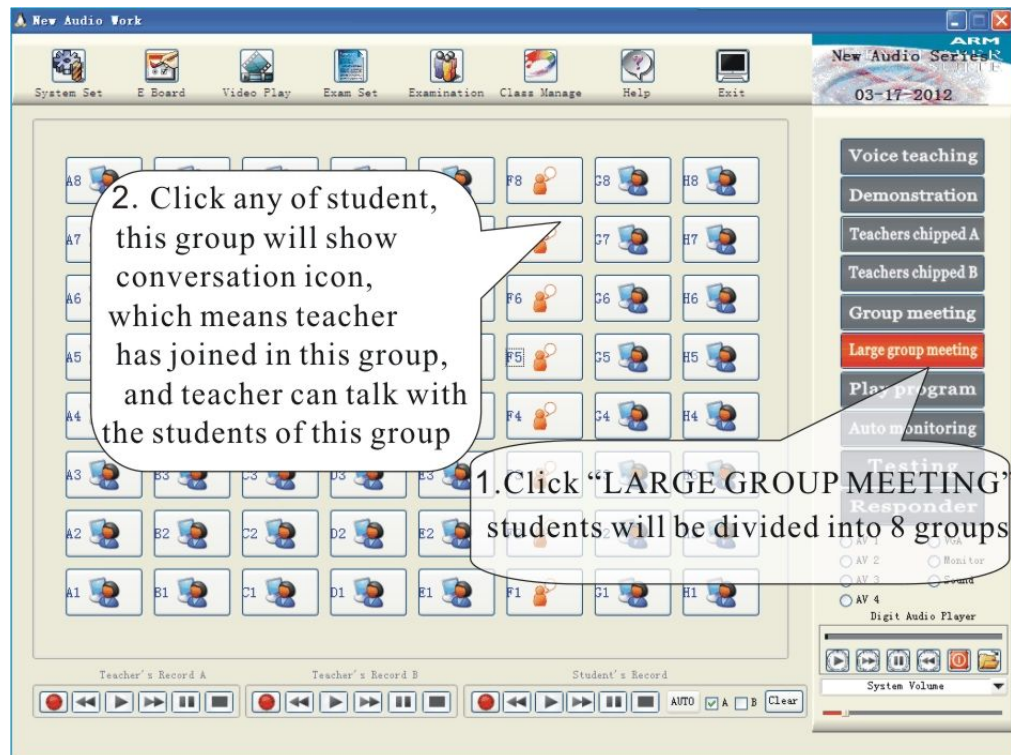 New Audio Work
System Set E Board Video Play Exam Set Examination Class Manage Help Exit
ARM
New Audio Series
03-17-2012
A8 F8 G8 H8
A7 G7 H7
A6 F6 G6 H6
A5 F5 G5 H5
A4 F4 G4 H4
A3 B3 C3 D3 E3
A2 B2 C2 D2 E2
A1 B1 C1 D1 E1 F1 G1 H1
2. Click any of student,
this group will show
conversation icon,
which means teacher
has joined in this group,
and teacher can talk with
the students of this group
Voice teaching
Demonstration
Teachers chipped A
Teachers chipped B
Group meeting
Large group meeting
Play program
Auto monitoring
Testing
Responder
1.Click “LARGE GROUP MEETING”
students will be divided into 8 groups
AV 1 VGA
AV 2 Monitor
AV 3 Sound
AV 4
Digit Audio Player
System Volume
Teacher's Record A Teacher's Record B Student's Record
AUTO A B Clear